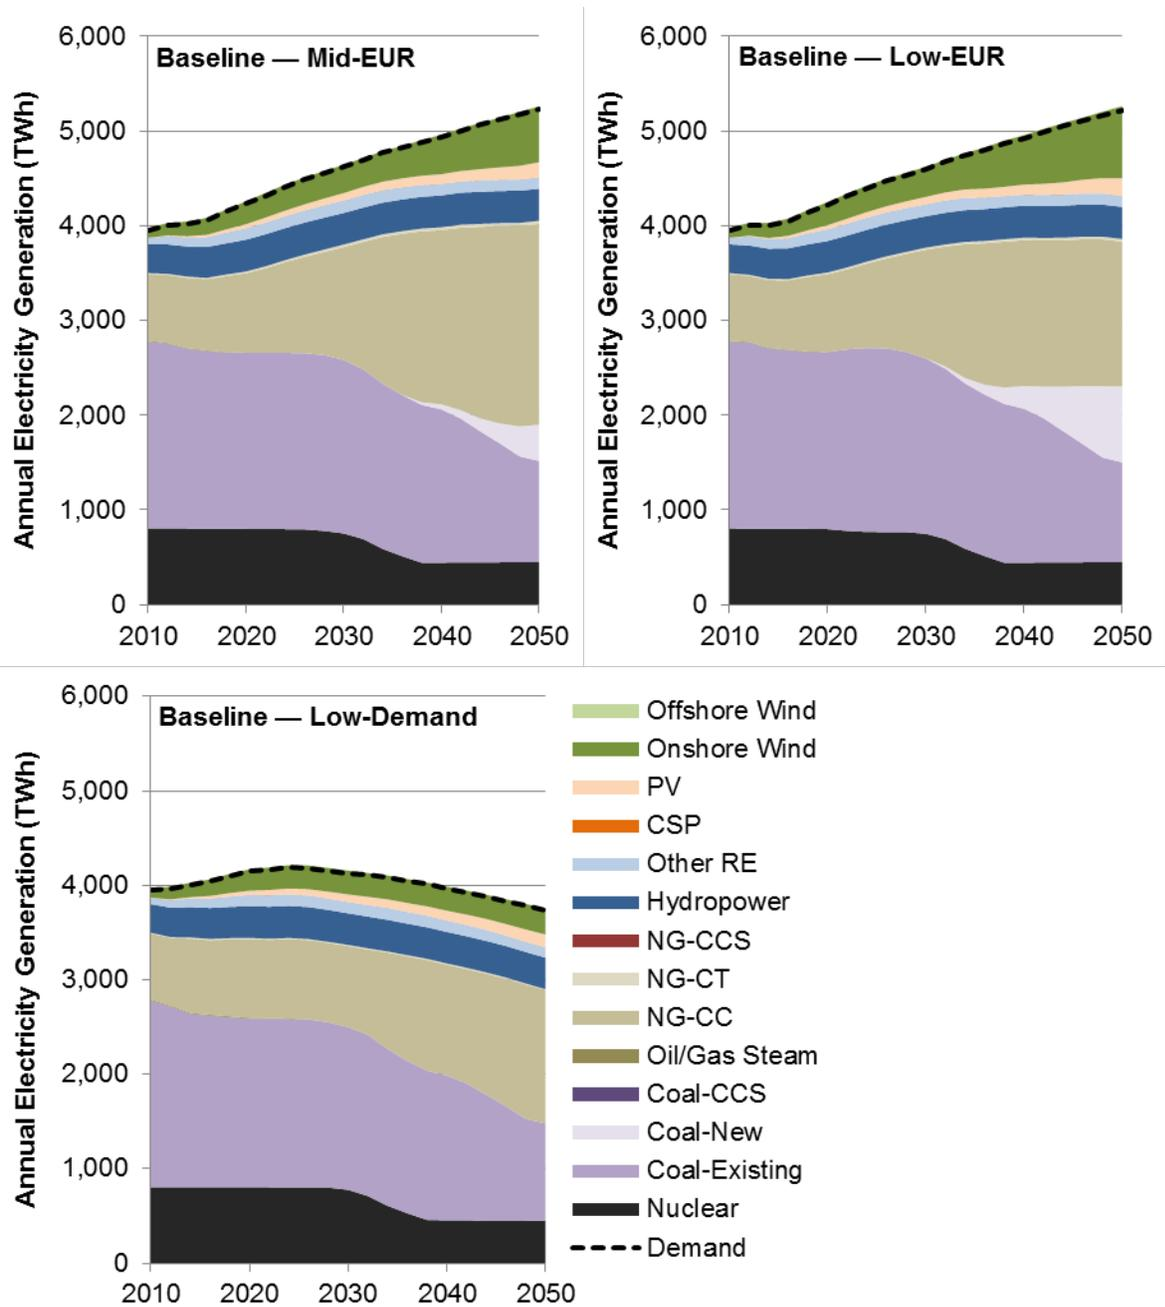 Baseline — Mid-EUR
Annual Electricity Generation (TWh)
6,000
5,000
4,000
3,000
2,000
1,000
0
2010 2020 2030 2040 2050
Baseline — Low-EUR
Annual Electricity Generation (TWh)
6,000
5,000
4,000
3,000
2,000
1,000
0
2010 2020 2030 2040 2050
Baseline — Low-Demand
Annual Electricity Generation (TWh)
6,000
5,000
4,000
3,000
2,000
1,000
0
2010 2020 2030 2040 2050
Offshore Wind
Onshore Wind
PV
CSP
Other RE
Hydropower
NG-CCS
NG-CT
NG-CC
Oil/Gas Steam
Coal-CCS
Coal-New
Coal-Existing
Nuclear
Demand